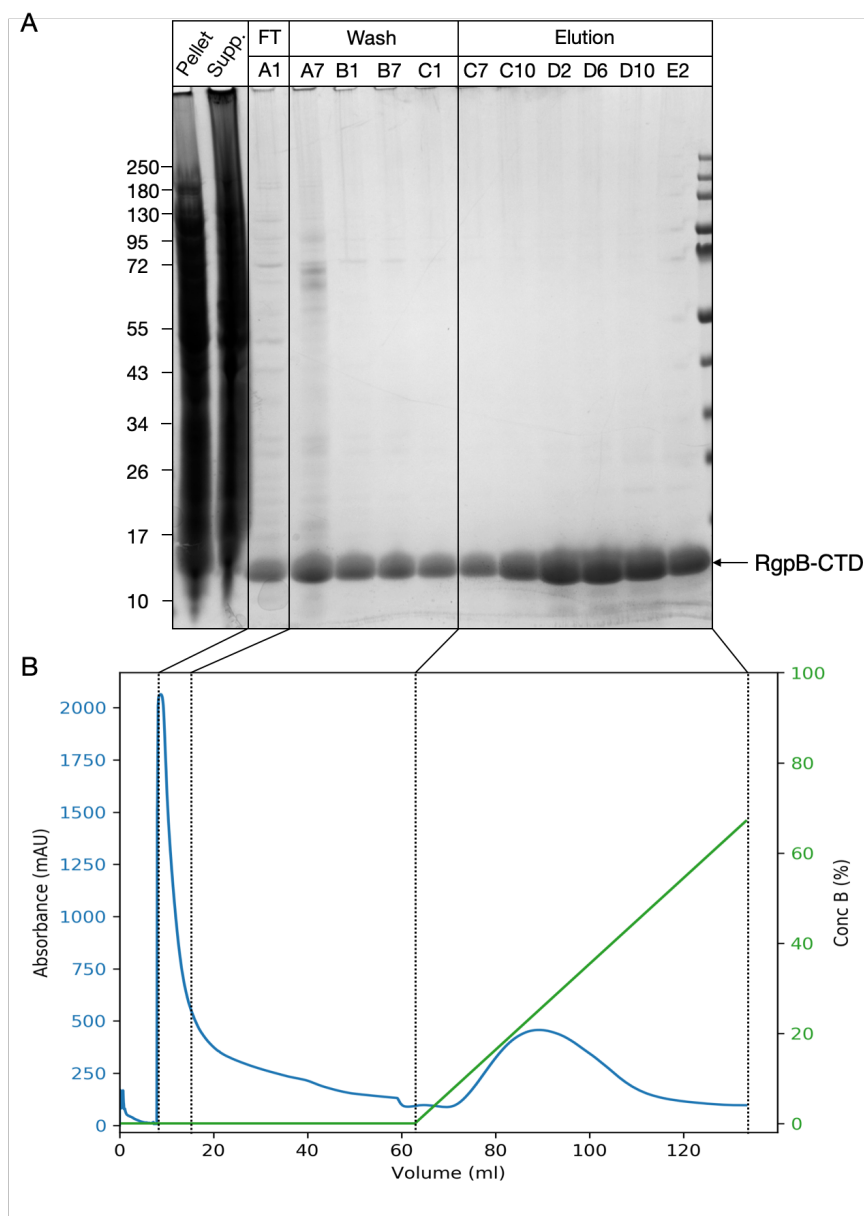 A
Pellet Supp. FT Wash Elution
A1 A7 B1 B7 C1 C7 C10 D2 D6 D10 E2
250
180
130
95
72
55
43
34
26
17
RgpB-CTD
10
B
2000
1750
1500
1250
1000
750
500
250
0
Absorbance (mAU)
100
80
60
40
20
0
Conc B (%)
0 20 40 60 80 100 120
Volume (ml)